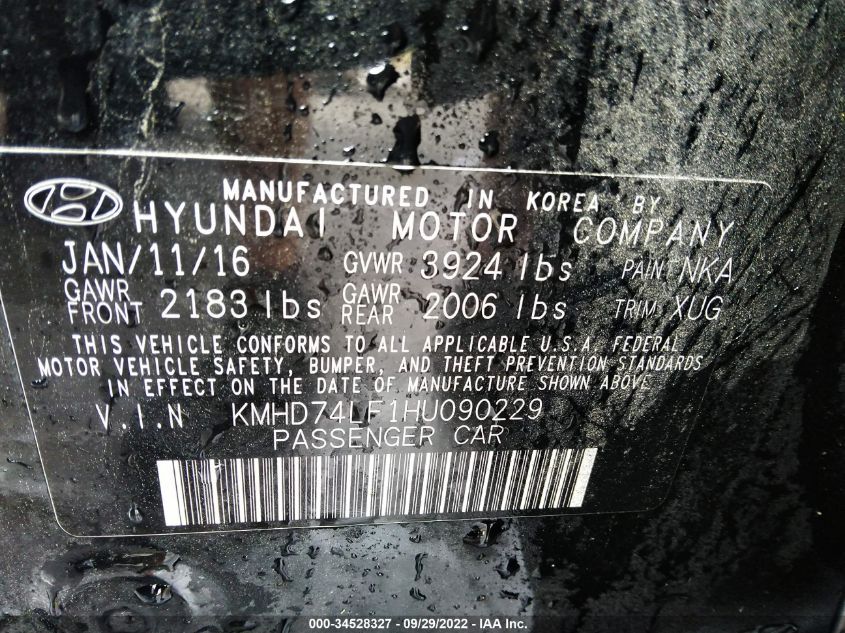 MANUFACTURED IN KOREA BY
HYUNDAI MOTOR COMPANY
JAN/11/16 GVWR 3924 lbs PAINT NKA
GAWR FRONT 2183 lbs GAWR REAR 2006 lbs TRIM XUG
THIS VEHICLE CONFORMS TO ALL APPLICABLE U.S.A. FEDERAL
MOTOR VEHICLE SAFETY, BUMPER, AND THEFT PREVENTION STANDARDS
IN EFFECT ON THE DATE OF MANUFACTURE SHOWN ABOVE
V.I.N KMHD74LF1HU090229
PASSENGER CAR
000-34528327 - 09/29/2022 - IAA Inc.